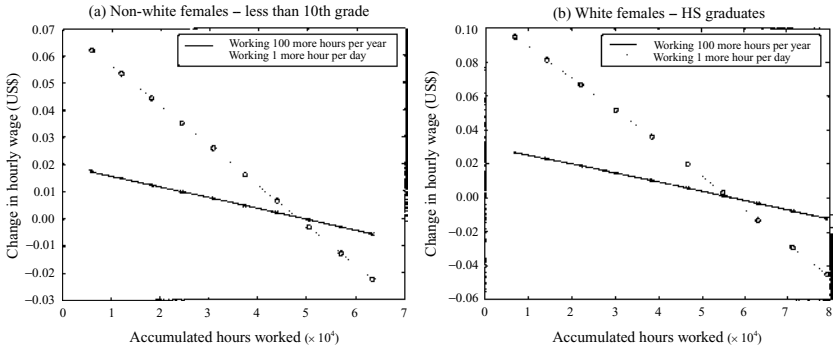 (a) Non-white females – less than 10th grade
0.07
0.06
0.05
0.04
0.03
0.02
0.01
0.00
−0.01
−0.02
−0.03
Change in hourly wage (US$)
Working 100 more hours per year
Working 1 more hour per day
0 1 2 3 4 5 6 7
Accumulated hours worked (× 10⁴)
(b) White females – HS graduates
0.10
0.08
0.06
0.04
0.02
0.00
−0.02
−0.04
−0.06
Change in hourly wage (US$)
Working 100 more hours per year
Working 1 more hour per day
0 1 2 3 4 5 6 7 8
Accumulated hours worked (× 10⁴)